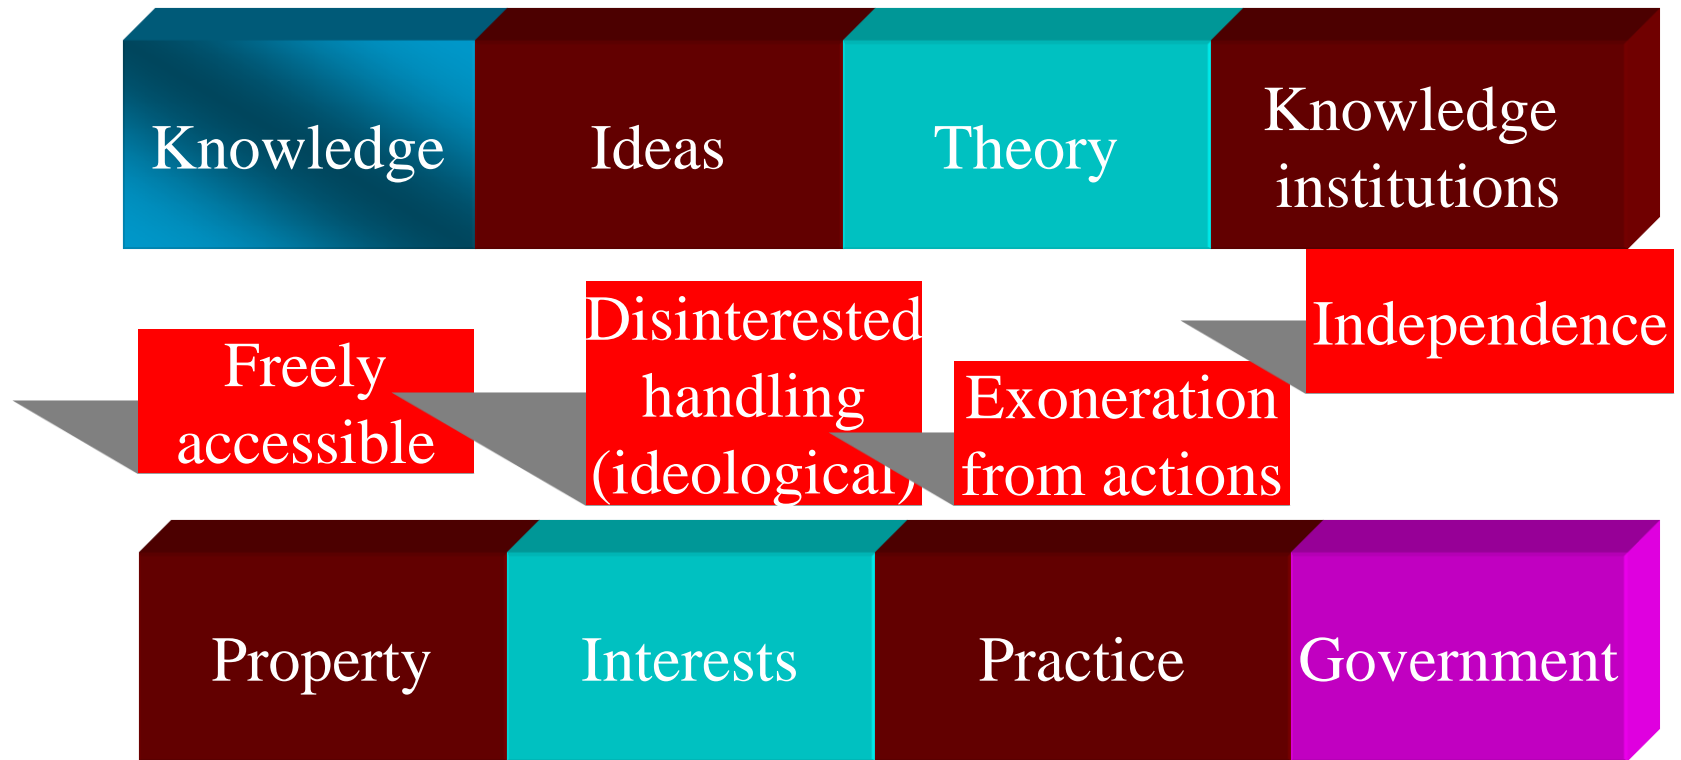 Knowledge
Ideas
Theory
Knowledge
institutions
Freely
accessible
Disinterested
handling
(ideological)
Exoneration
from actions
Independence
Property
Interests
Practice
Government